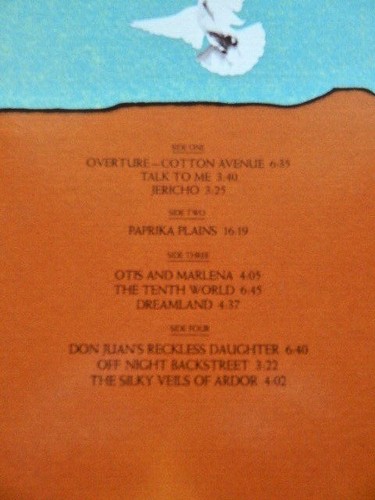 SIDE ONE
OVERTURE—COTTON AVENUE 6:35
TALK TO ME 3:40
JERICHO 3:25
SIDE TWO
PAPRIKA PLAINS 16:19
SIDE THREE
OTIS AND MARLENA 4:05
THE TENTH WORLD 6:45
DREAMLAND 4:37
SIDE FOUR
DON JUAN'S RECKLESS DAUGHTER 6:40
OFF NIGHT BACKSTREET 3:22
THE SILKY VEILS OF ARDOR 4:02